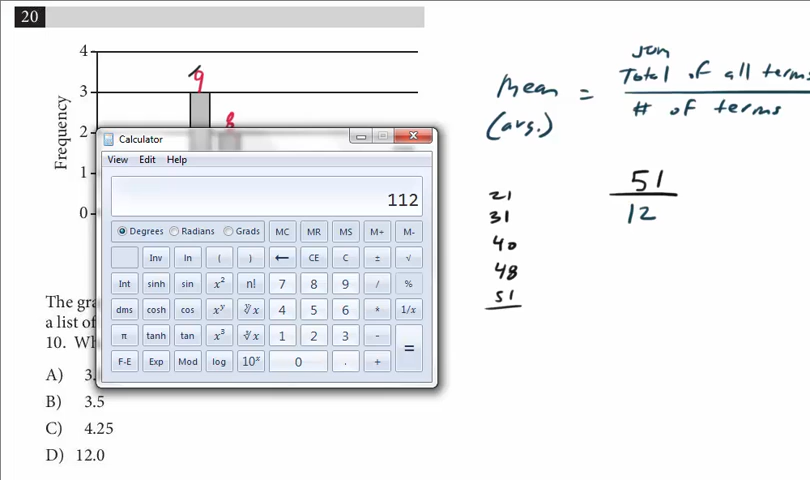 20
4
9
3
8
Frequency
2
1
0
Calculator
View Edit Help
112
Degrees Radians Grads MC MR MS M+ M-
Inv ln ( ) ← CE C ± √
Int sinh sin x² n! 7 8 9 / %
dms cosh cos xʸ ʸ√x 4 5 6 * 1/x
π tanh tan x³ ³√x 1 2 3 - =
F-E Exp Mod log 10ˣ 0 . +
The gra
a list of
10. Wh
A) 3.
B) 3.5
C) 4.25
D) 12.0
Mean = Total of all terms
(avg.) # of terms
21
31
40
48
51
51
12